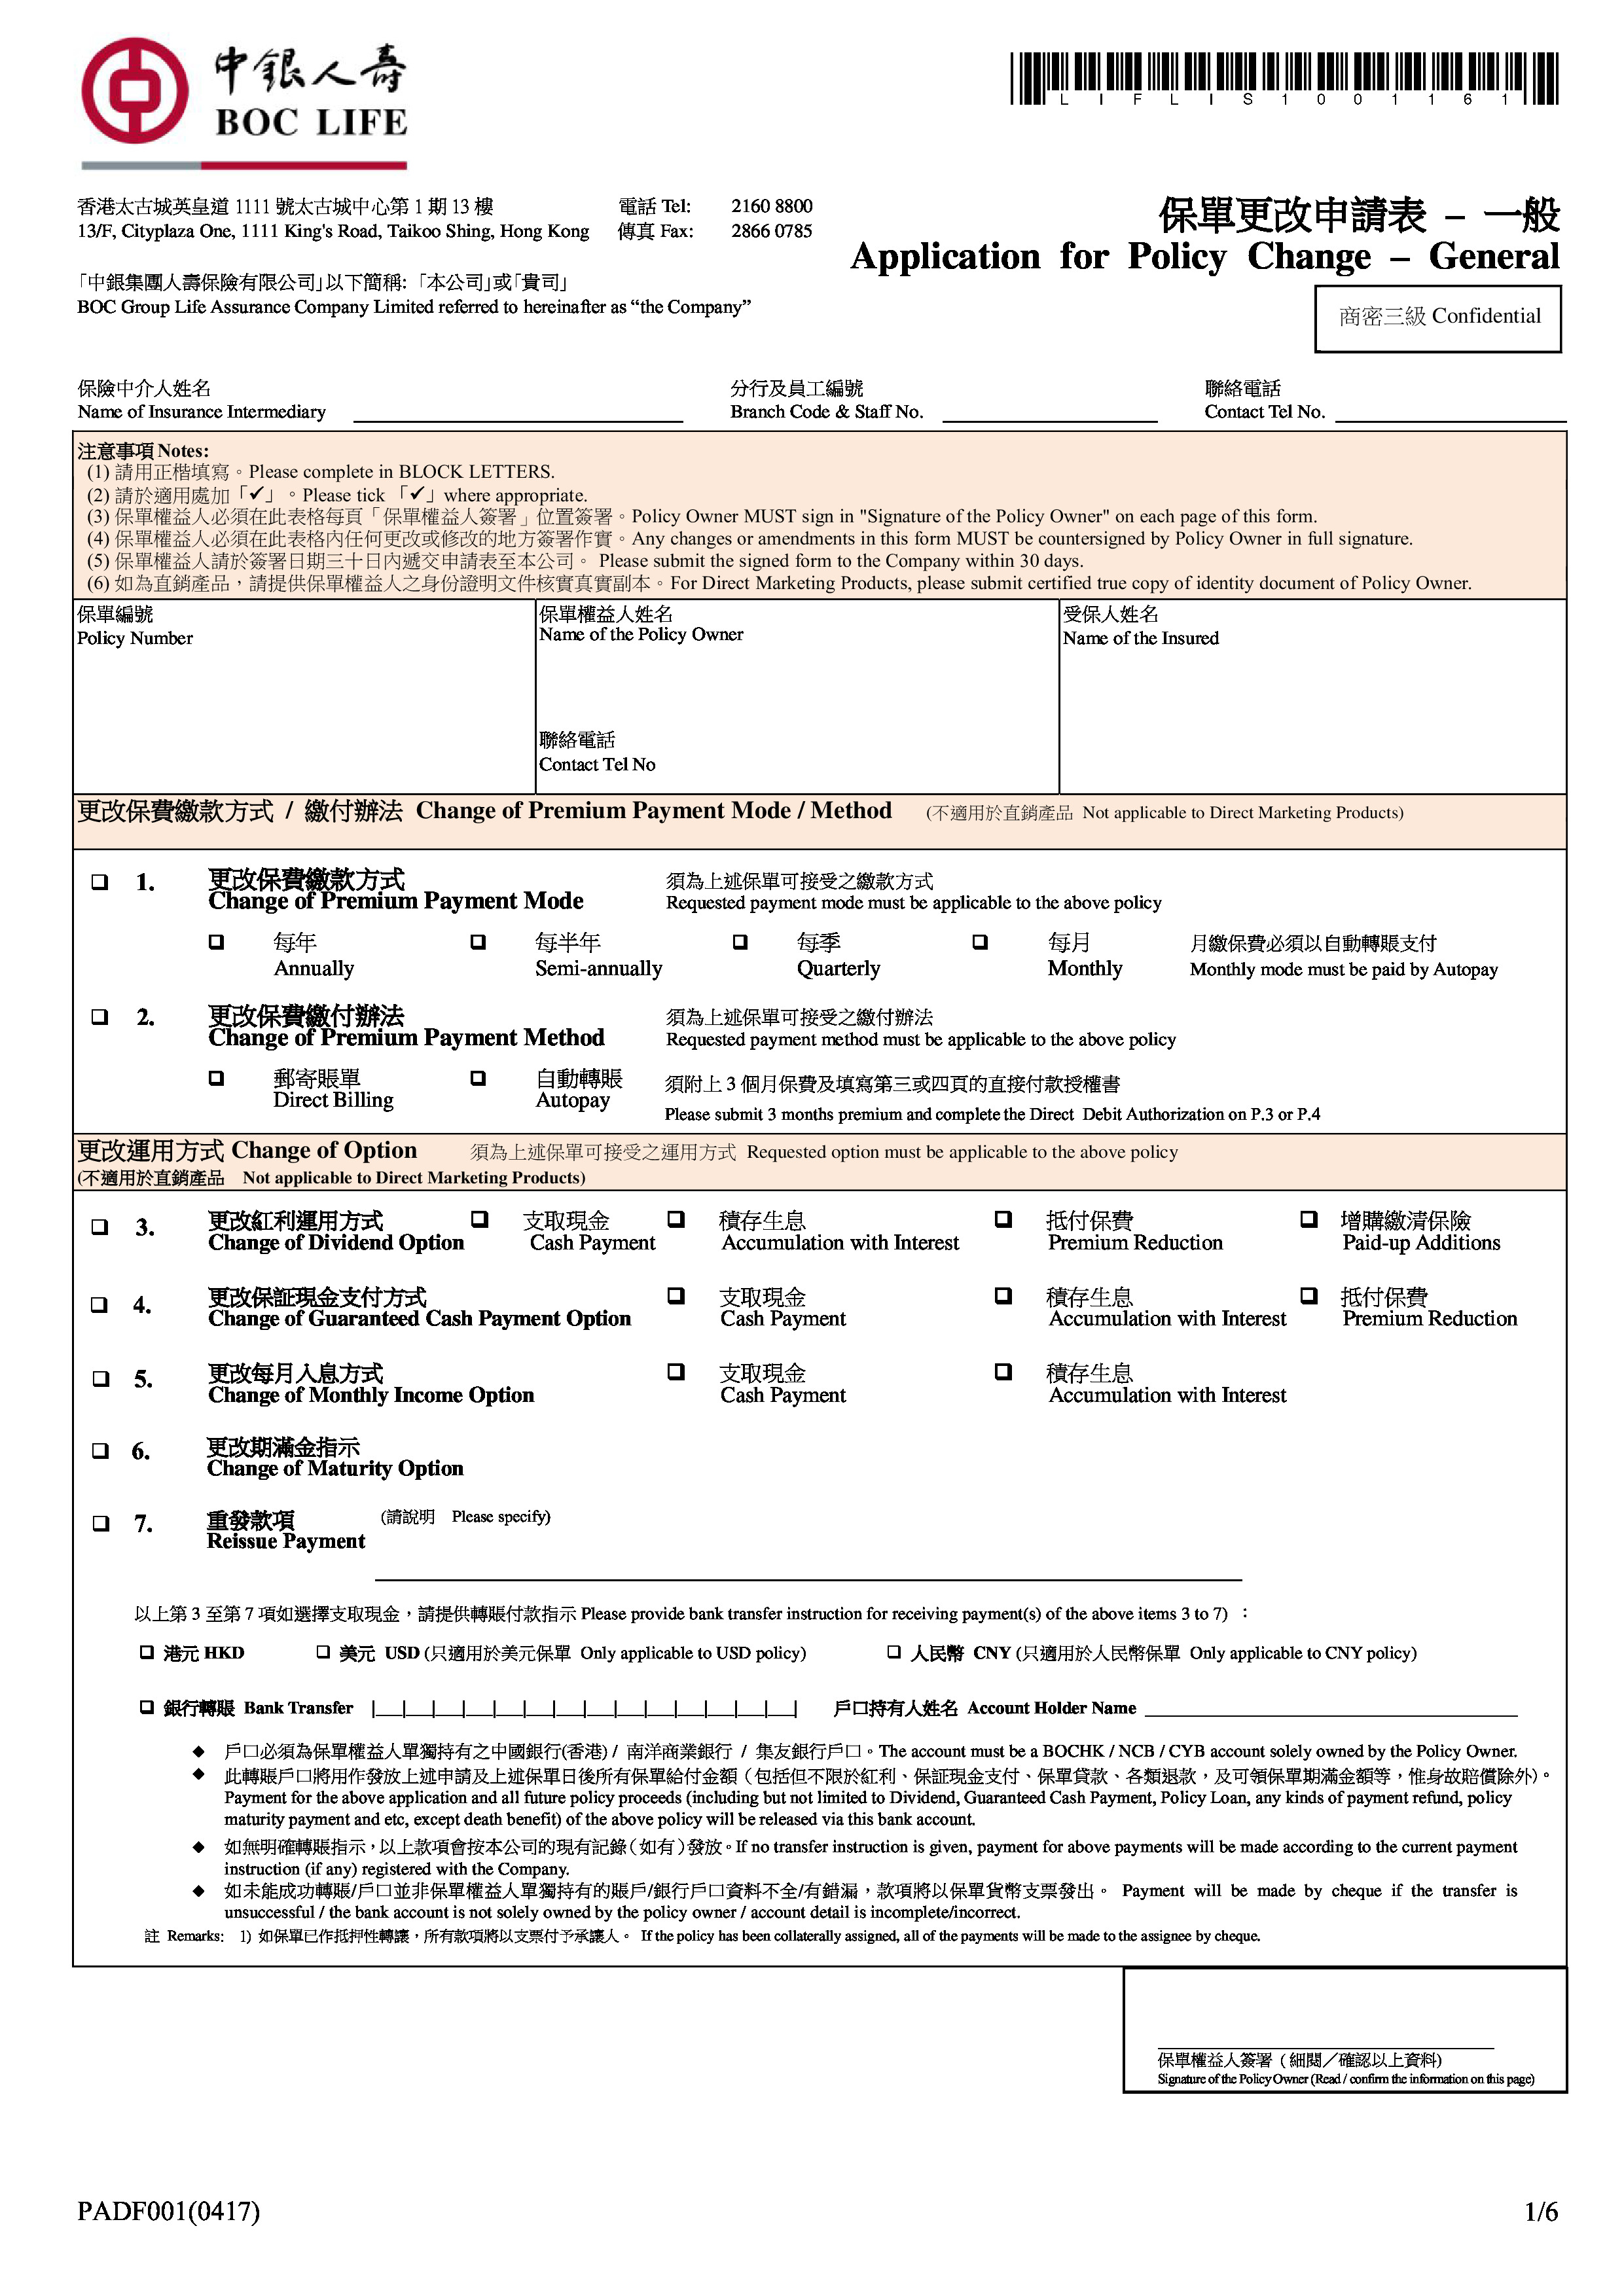 中銀人壽
BOC LIFE
LIFLIS1001161
香港太古城英皇道 1111 號太古城中心第 1 期 13 樓 電話 Tel: 2160 8800
13/F, Cityplaza One, 1111 King's Road, Taikoo Shing, Hong Kong 傳真 Fax: 2866 0785
保單更改申請表 – 一般
Application for Policy Change – General
「中銀集團人壽保險有限公司」以下簡稱:「本公司」或「貴司」
BOC Group Life Assurance Company Limited referred to hereinafter as “the Company”
商密三級 Confidential
保險中介人姓名 分行及員工編號 聯絡電話
Name of Insurance Intermediary Branch Code & Staff No. Contact Tel No.
注意事項 Notes:
(1) 請用正楷填寫。Please complete in BLOCK LETTERS.
(2) 請於適用處加「✓」。Please tick 「✓」where appropriate.
(3) 保單權益人必須在此表格每頁「保單權益人簽署」位置簽署。Policy Owner MUST sign in "Signature of the Policy Owner" on each page of this form.
(4) 保單權益人必須在此表格內任何更改或修改的地方簽署作實。Any changes or amendments in this form MUST be countersigned by Policy Owner in full signature.
(5) 保單權益人請於簽署日期三十日內遞交申請表至本公司。 Please submit the signed form to the Company within 30 days.
(6) 如為直銷產品，請提供保單權益人之身份證明文件核實真實副本。For Direct Marketing Products, please submit certified true copy of identity document of Policy Owner.
保單編號 保單權益人姓名 受保人姓名
Policy Number Name of the Policy Owner Name of the Insured
聯絡電話
Contact Tel No
更改保費繳款方式 / 繳付辦法 Change of Premium Payment Mode / Method (不適用於直銷產品 Not applicable to Direct Marketing Products)
❑ 1. 更改保費繳款方式 須為上述保單可接受之繳款方式
Change of Premium Payment Mode Requested payment mode must be applicable to the above policy
❑ 每年 ❑ 每半年 ❑ 每季 ❑ 每月 月繳保費必須以自動轉賬支付
Annually Semi-annually Quarterly Monthly Monthly mode must be paid by Autopay
❑ 2. 更改保費繳付辦法 須為上述保單可接受之繳付辦法
Change of Premium Payment Method Requested payment method must be applicable to the above policy
❑ 郵寄賬單 ❑ 自動轉賬 須附上 3 個月保費及填寫第三或四頁的直接付款授權書
Direct Billing Autopay Please submit 3 months premium and complete the Direct Debit Authorization on P.3 or P.4
更改運用方式 Change of Option 須為上述保單可接受之運用方式 Requested option must be applicable to the above policy
(不適用於直銷產品 Not applicable to Direct Marketing Products)
❑ 3. 更改紅利運用方式 ❑ 支取現金 ❑ 積存生息 ❑ 抵付保費 ❑ 增購繳清保險
Change of Dividend Option Cash Payment Accumulation with Interest Premium Reduction Paid-up Additions
❑ 4. 更改保証現金支付方式 ❑ 支取現金 ❑ 積存生息 ❑ 抵付保費
Change of Guaranteed Cash Payment Option Cash Payment Accumulation with Interest Premium Reduction
❑ 5. 更改每月入息方式 ❑ 支取現金 ❑ 積存生息
Change of Monthly Income Option Cash Payment Accumulation with Interest
❑ 6. 更改期滿金指示
Change of Maturity Option
❑ 7. 重發款項 (請說明 Please specify)
Reissue Payment
以上第 3 至第 7 項如選擇支取現金，請提供轉賬付款指示 Please provide bank transfer instruction for receiving payment(s) of the above items 3 to 7) ：
❑ 港元 HKD ❑ 美元 USD (只適用於美元保單 Only applicable to USD policy) ❑ 人民幣 CNY (只適用於人民幣保單 Only applicable to CNY policy)
❑ 銀行轉賬 Bank Transfer |__|__|__|__|__|__|__|__|__|__|__|__|__|__| 戶口持有人姓名 Account Holder Name
◆ 戶口必須為保單權益人單獨持有之中國銀行(香港) / 南洋商業銀行 / 集友銀行戶口。The account must be a BOCHK / NCB / CYB account solely owned by the Policy Owner.
◆ 此轉賬戶口將用作發放上述申請及上述保單日後所有保單給付金額（包括但不限於紅利、保証現金支付、保單貸款、各類退款，及可領保單期滿金額等，惟身故賠償除外）。
Payment for the above application and all future policy proceeds (including but not limited to Dividend, Guaranteed Cash Payment, Policy Loan, any kinds of payment refund, policy
maturity payment and etc, except death benefit) of the above policy will be released via this bank account.
◆ 如無明確轉賬指示，以上款項會按本公司的現有記錄（如有）發放。If no transfer instruction is given, payment for above payments will be made according to the current payment
instruction (if any) registered with the Company.
◆ 如未能成功轉賬/戶口並非保單權益人單獨持有的賬戶/銀行戶口資料不全/有錯漏，款項將以保單貨幣支票發出。 Payment will be made by cheque if the transfer is
unsuccessful / the bank account is not solely owned by the policy owner / account detail is incomplete/incorrect.
註 Remarks: 1) 如保單已作抵押性轉讓，所有款項將以支票付予承讓人。 If the policy has been collaterally assigned, all of the payments will be made to the assignee by cheque.
保單權益人簽署（細閱／確認以上資料)
Signature of the Policy Owner (Read / confirm the information on this page)
PADF001(0417) 1/6